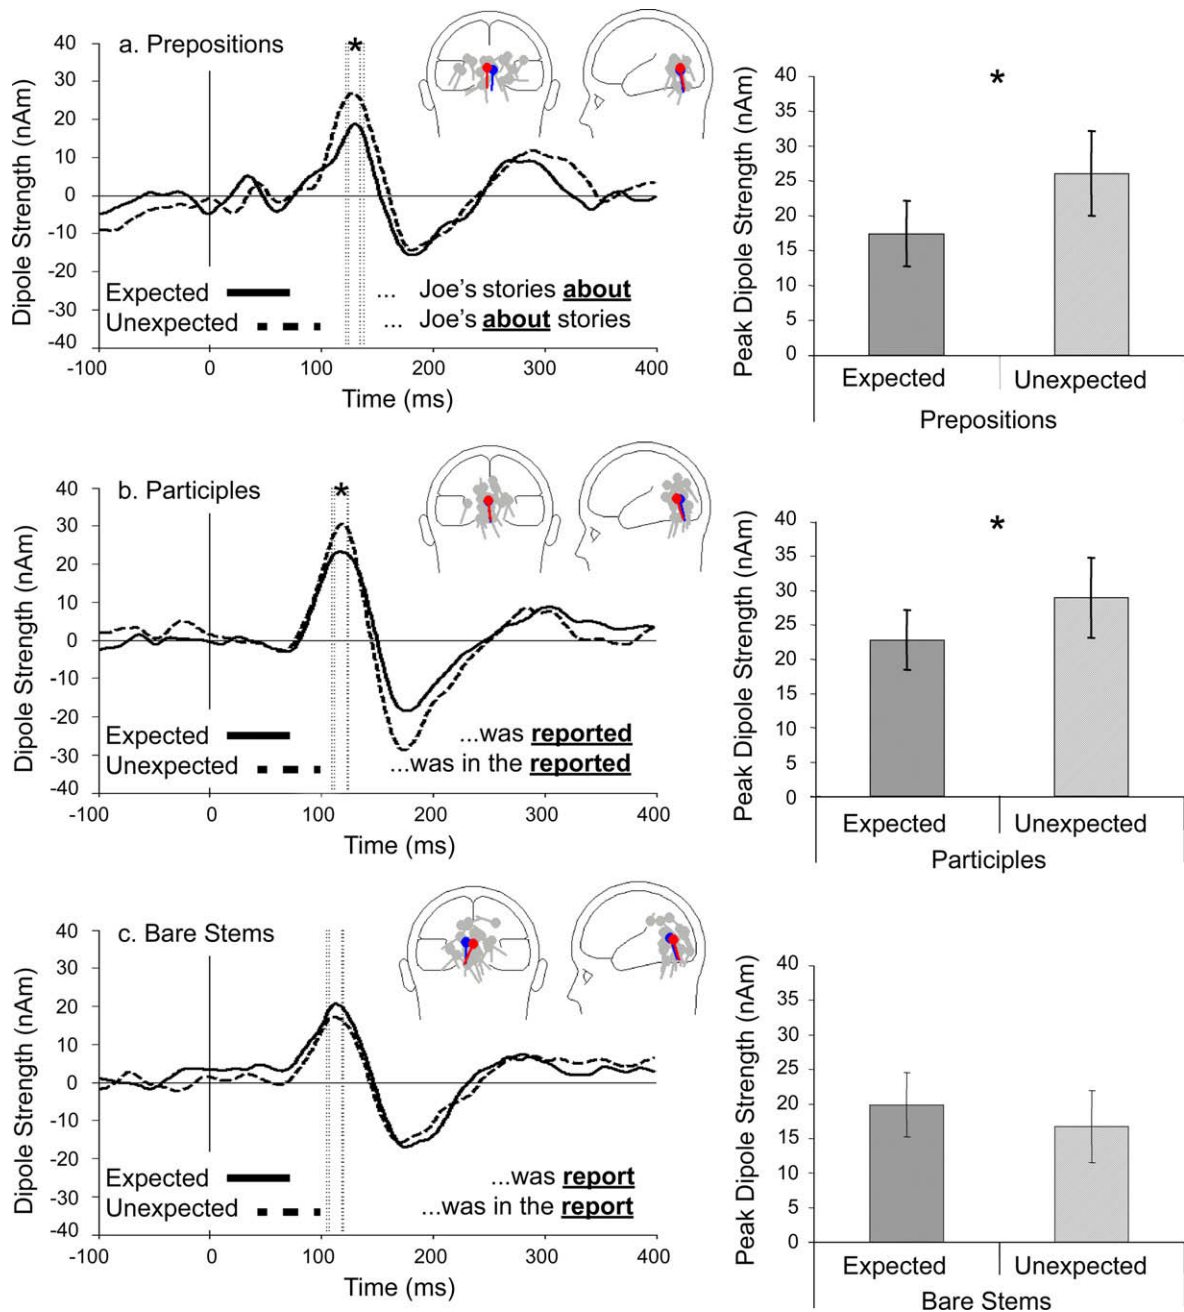 a. Prepositions
*
Dipole Strength (nAm)
40
30
20
10
0
-10
-20
-30
-40
Expected
... Joe's stories about
Unexpected
... Joe's about stories
-100
0
100
200
300
400
Time (ms)
*
Peak Dipole Strength (nAm)
40
35
30
25
20
15
10
5
0
Expected
Unexpected
Prepositions
b. Participles
*
Dipole Strength (nAm)
40
30
20
10
0
-10
-20
-30
-40
Expected
...was reported
Unexpected
...was in the reported
-100
0
100
200
300
400
Time (ms)
*
Peak Dipole Strength (nAm)
40
35
30
25
20
15
10
5
0
Expected
Unexpected
Participles
c. Bare Stems
Dipole Strength (nAm)
40
30
20
10
0
-10
-20
-30
-40
Expected
...was report
Unexpected
...was in the report
-100
0
100
200
300
400
Time (ms)
Peak Dipole Strength (nAm)
40
35
30
25
20
15
10
5
0
Expected
Unexpected
Bare Stems